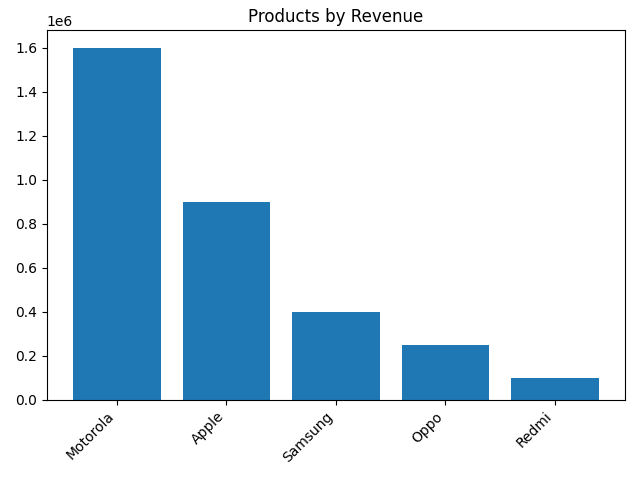 Products by Revenue
1e6
1.6
1.4
1.2
1.0
0.8
0.6
0.4
0.2
0.0
Motorola
Apple
Samsung
Oppo
Redmi